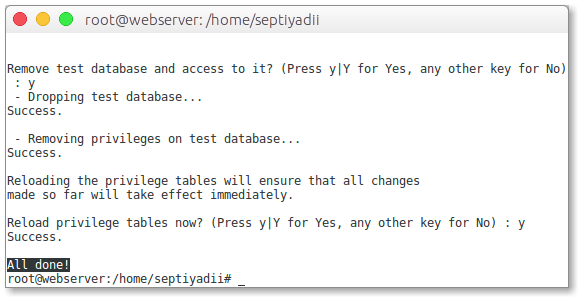 root@webserver: /home/septiyadii
Remove test database and access to it? (Press y|Y for Yes, any other key for No)
 : y
 - Dropping test database...
Success.
 - Removing privileges on test database...
Success.
Reloading the privilege tables will ensure that all changes
made so far will take effect immediately.
Reload privilege tables now? (Press y|Y for Yes, any other key for No) : y
Success.
All done!
root@webserver:/home/septiyadii# _